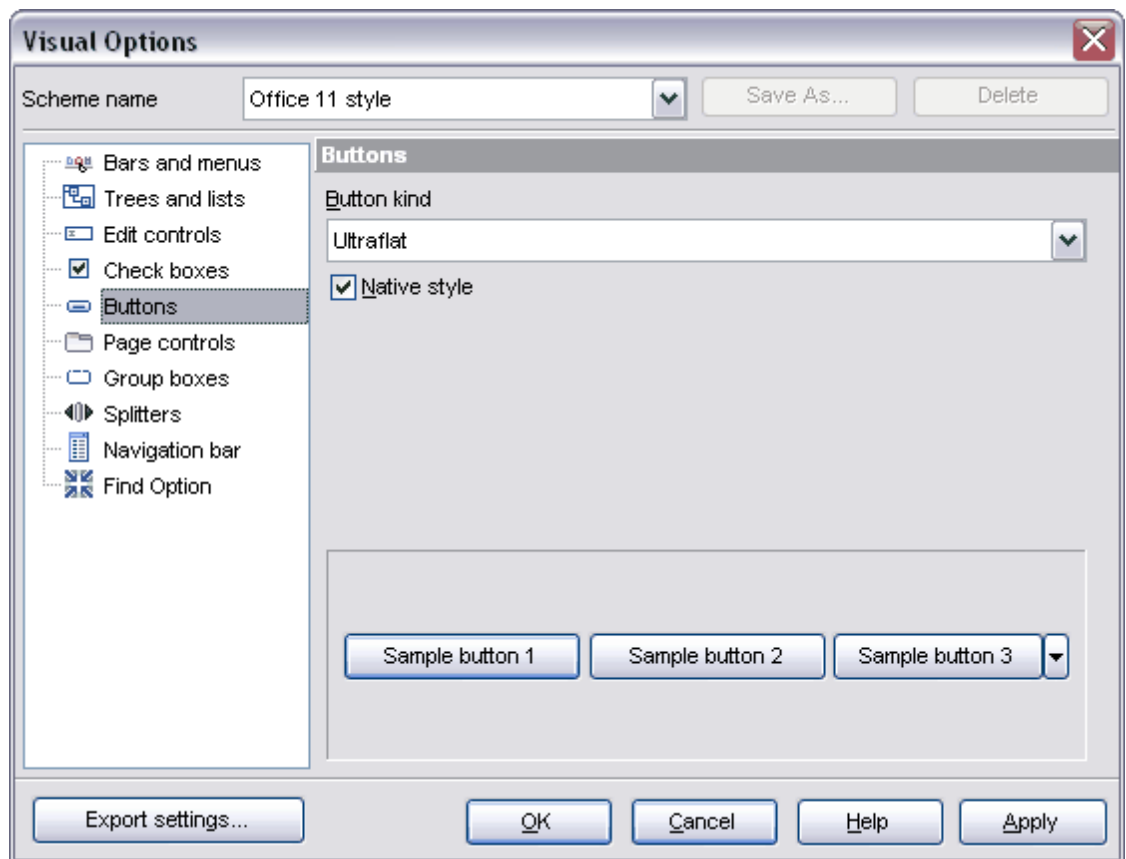 Visual Options
Scheme name
Office 11 style
Save As...
Delete
Bars and menus
Trees and lists
Edit controls
Check boxes
Buttons
Page controls
Group boxes
Splitters
Navigation bar
Find Option
Buttons
Button kind
Ultraflat
Native style
Sample button 1
Sample button 2
Sample button 3
Export settings...
OK
Cancel
Help
Apply